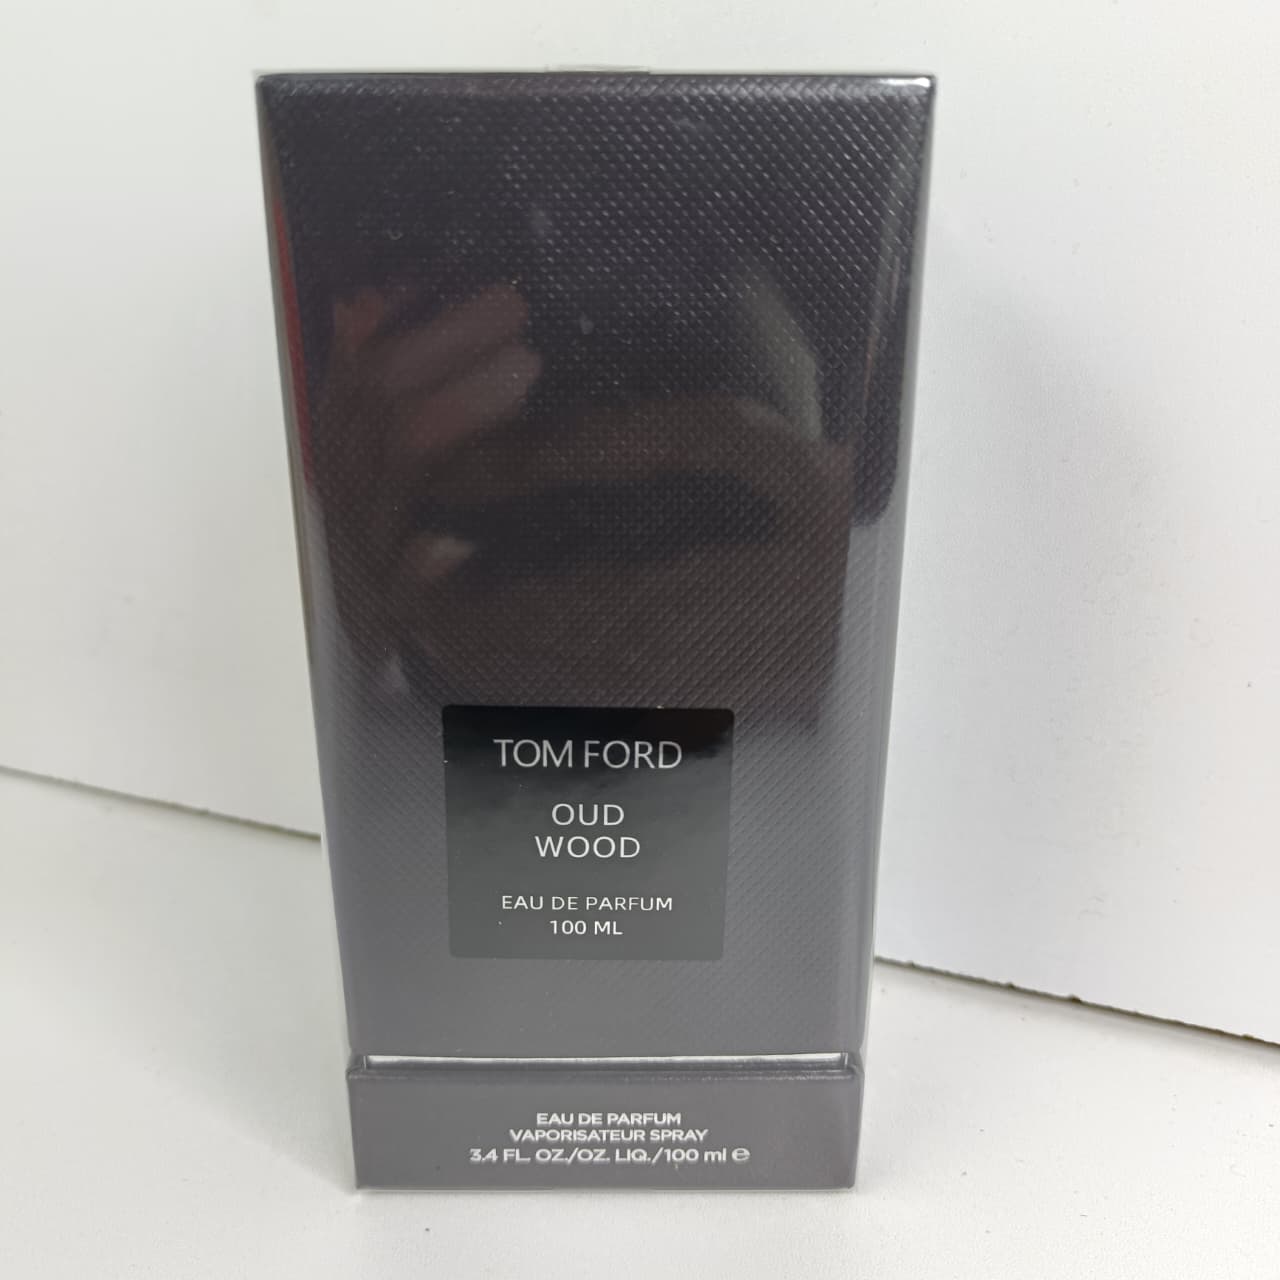 TOM FORD
OUD
WOOD
EAU DE PARFUM
100 ML
EAU DE PARFUM
VAPORISATEUR SPRAY
3.4 FL. OZ./OZ. LIQ./100 ml ℮